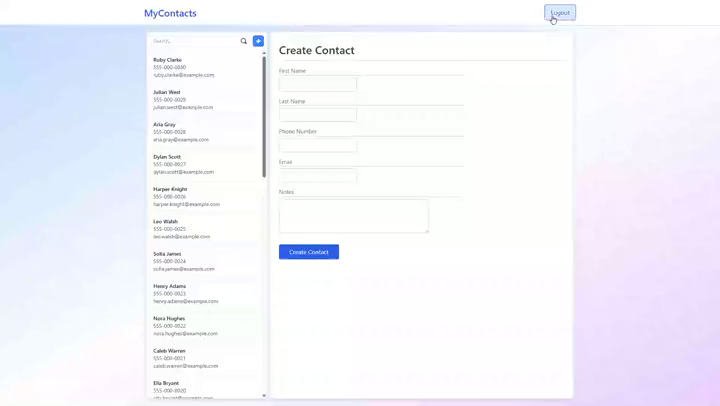 MyContacts
Logout
Search...
Ruby Clarke
555-000-0030
ruby.clarke@example.com
Julian West
555-000-0029
julian.west@example.com
Aria Gray
555-000-0028
aria.gray@example.com
Dylan Scott
555-000-0027
dylan.scott@example.com
Harper Knight
555-000-0026
harper.knight@example.com
Leo Walsh
555-000-0025
leo.walsh@example.com
Sofia James
555-000-0024
sofia.james@example.com
Henry Adams
555-000-0023
henry.adams@example.com
Nora Hughes
555-000-0022
nora.hughes@example.com
Caleb Warren
555-000-0021
caleb.warren@example.com
Ella Bryant
555-000-0020
Create Contact
First Name
Last Name
Phone Number
Email
Notes
Create Contact